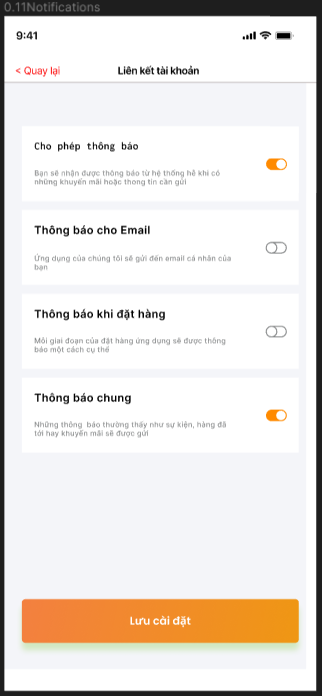 0.11Notifications
9:41
< Quay lại
Liên kết tài khoản
Cho phép thông báo
Bạn sẽ nhận được thông báo từ hệ thống hễ khi có
những khuyến mãi hoặc thong tin cần gửi
Thông báo cho Email
Ứng dụng của chúng tôi sẽ gửi đến email cá nhân của
bạn
Thông báo khi đặt hàng
Mỗi giai đoạn của đặt hàng ứng dụng sẽ được thông
báo một cách cụ thể
Thông báo chung
Những thông báo thường thấy như sự kiện, hàng đã
tới hay khuyến mãi sẽ được gửi
Lưu cài đặt